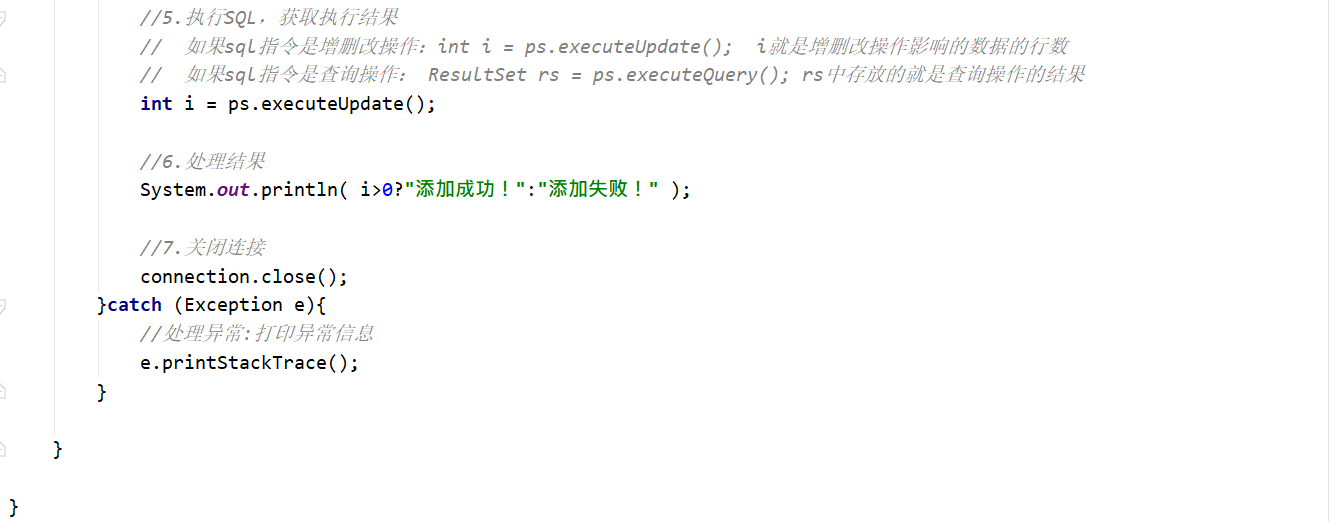 //5.执行SQL，获取执行结果
//  如果sql指令是增删改操作：int i = ps.executeUpdate();  i就是增删改操作影响的数据的行数
//  如果sql指令是查询操作： ResultSet rs = ps.executeQuery(); rs中存放的就是查询操作的结果
int i = ps.executeUpdate();
//6.处理结果
System.out.println( i>0?"添加成功！":"添加失败！" );
//7.关闭连接
connection.close();
}catch (Exception e){
//处理异常:打印异常信息
e.printStackTrace();
}
}
}